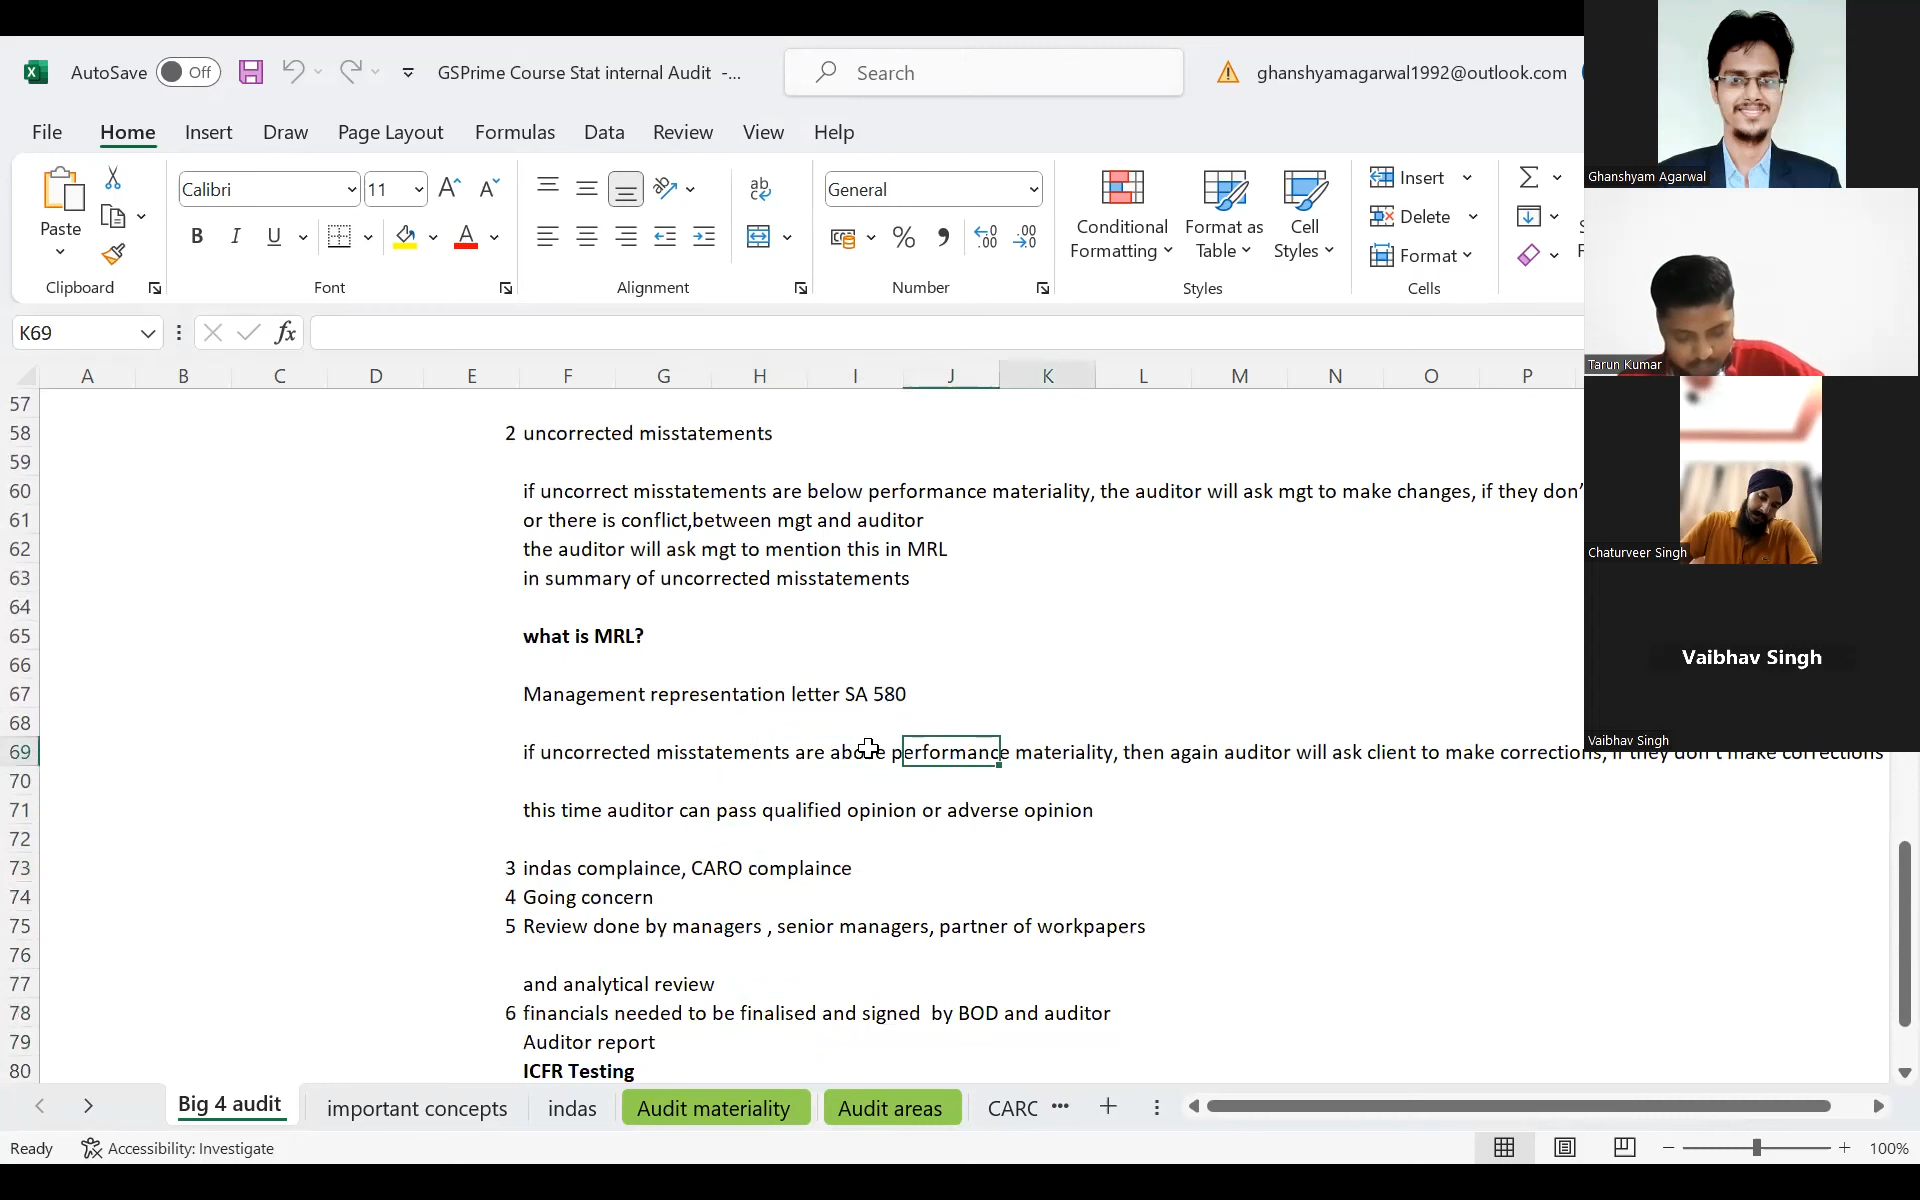 AutoSave Off GSPrime Course Stat internal Audit -... Search ghanshyamagarwal1992@outlook.com
File Home Insert Draw Page Layout Formulas Data Review View Help
Paste
Clipboard
Calibri 11
B I U
A
Font
ab
Alignment
General
% , .00
Number
Conditional Formatting
Format as Table
Cell Styles
Styles
Insert
Delete
Format
Cells
Ghanshyam Agarwal
Tarun Kumar
Chaturveer Singh
Vaibhav Singh
Vaibhav Singh
K69 fx
A B C D E F G H I J K L M N O P
57
58 2 uncorrected misstatements
59
60 if uncorrect misstatements are below performance materiality, the auditor will ask mgt to make changes, if they don'
61 or there is conflict,between mgt and auditor
62 the auditor will ask mgt to mention this in MRL
63 in summary of uncorrected misstatements
64
65 what is MRL?
66
67 Management representation letter SA 580
68
69 if uncorrected misstatements are above performance materiality, then again auditor will ask client to make corrections, if they don't make corrections
70
71 this time auditor can pass qualified opinion or adverse opinion
72
73 3 indas complaince, CARO complaince
74 4 Going concern
75 5 Review done by managers , senior managers, partner of workpapers
76
77 and analytical review
78 6 financials needed to be finalised and signed by BOD and auditor
79 Auditor report
80 ICFR Testing
Big 4 audit important concepts indas Audit materiality Audit areas CARC ...
Ready Accessibility: Investigate 100%